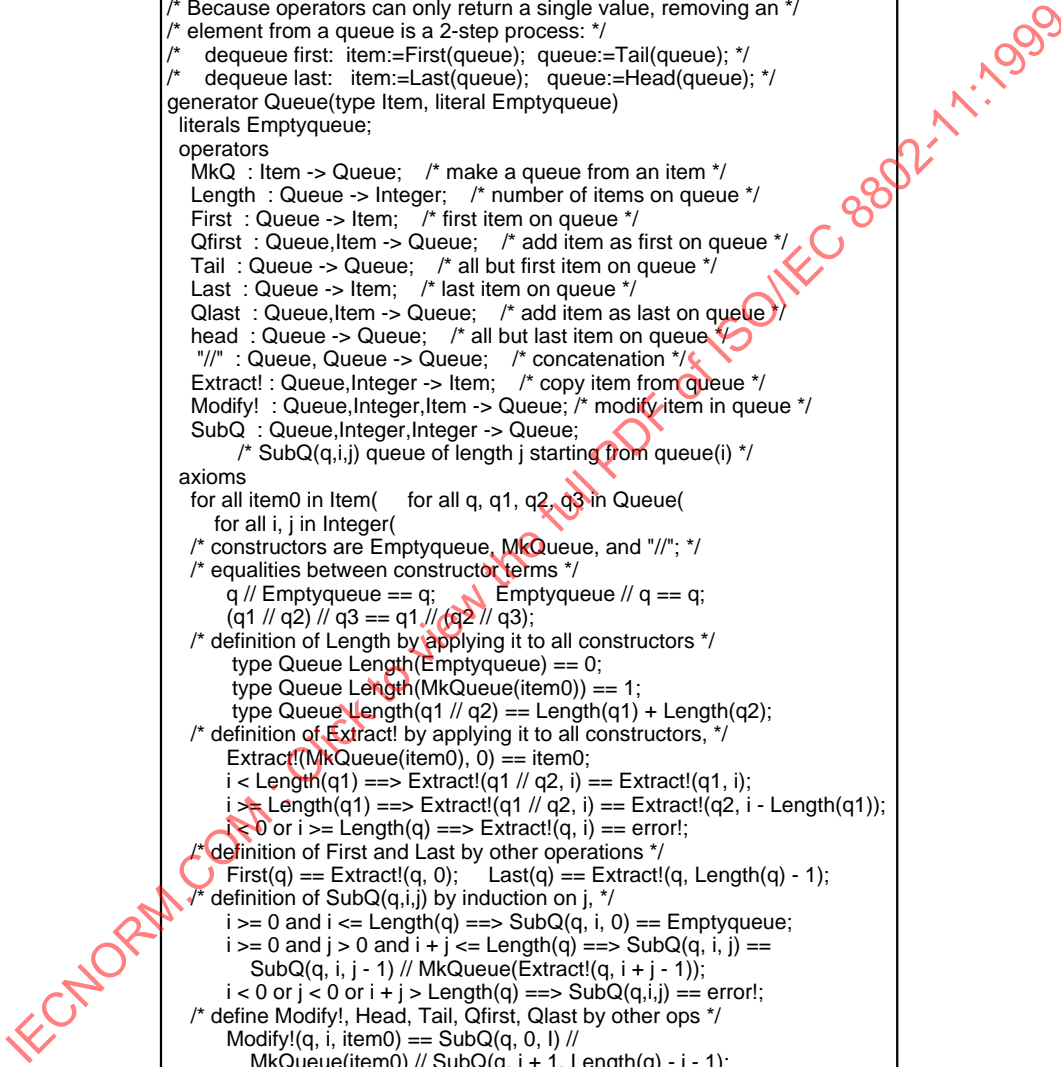 /* Because operators can only return a single value, removing an */
/* element from a queue is a 2-step process: */
/* dequeue first: item:=First(queue); queue:=Tail(queue); */
/* dequeue last: item:=Last(queue); queue:=Head(queue); */
generator Queue(type Item, literal Emptyqueue)
literals Emptyqueue;
operators
MkQ : Item -> Queue; /* make a queue from an item */
Length : Queue -> Integer; /* number of items on queue */
First : Queue -> Item; /* first item on queue */
Qfirst : Queue,Item -> Queue; /* add item as first on queue */
Tail : Queue -> Queue; /* all but first item on queue */
Last : Queue -> Item; /* last item on queue */
Qlast : Queue,Item -> Queue; /* add item as last on queue */
head : Queue -> Queue; /* all but last item on queue */
"//" : Queue, Queue -> Queue; /* concatenation */
Extract! : Queue,Integer -> Item; /* copy item from queue */
Modify! : Queue,Integer,Item -> Queue; /* modify item in queue */
SubQ : Queue,Integer,Integer -> Queue;
/* SubQ(q,i,j) queue of length j starting from queue(i) */
axioms
for all item0 in Item( for all q, q1, q2, q3 in Queue(
for all i, j in Integer(
/* constructors are Emptyqueue, MkQueue, and "//"; */
/* equalities between constructor terms */
q // Emptyqueue == q; Emptyqueue // q == q;
(q1 // q2) // q3 == q1 // (q2 // q3);
/* definition of Length by applying it to all constructors */
type Queue Length(Emptyqueue) == 0;
type Queue Length(MkQueue(item0)) == 1;
type Queue Length(q1 // q2) == Length(q1) + Length(q2);
/* definition of Extract! by applying it to all constructors, */
Extract!(MkQueue(item0), 0) == item0;
i < Length(q1) ==> Extract!(q1 // q2, i) == Extract!(q1, i);
i >= Length(q1) ==> Extract!(q1 // q2, i) == Extract!(q2, i - Length(q1));
i < 0 or i >= Length(q) ==> Extract!(q, i) == error!;
/* definition of First and Last by other operations */
First(q) == Extract!(q, 0); Last(q) == Extract!(q, Length(q) - 1);
/* definition of SubQ(q,i,j) by induction on j, */
i >= 0 and i <= Length(q) ==> SubQ(q, i, 0) == Emptyqueue;
i >= 0 and j > 0 and i + j <= Length(q) ==> SubQ(q, i, j) ==
SubQ(q, i, j - 1) // MkQueue(Extract!(q, i + j - 1));
i < 0 or j < 0 or i + j > Length(q) ==> SubQ(q,i,j) == error!;
/* define Modify!, Head, Tail, Qfirst, Qlast by other ops */
Modify!(q, i, item0) == SubQ(q, 0, I) //
MkQueue(item0) // SubQ(q, i + 1, Length(q) - i - 1);
IECNORM.COM : Click to view the full PDF of ISO/IEC 8802-11:1999